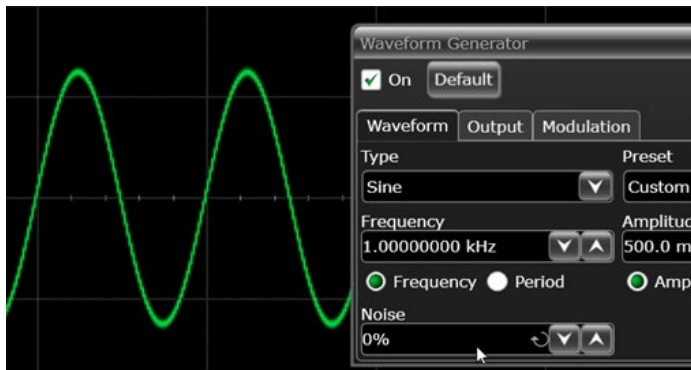 Waveform Generator
On Default
Waveform Output Modulation
Type Preset
Sine Custom
Frequency
1.00000000 kHz 500.0 m
Frequency Period
Noise
0%